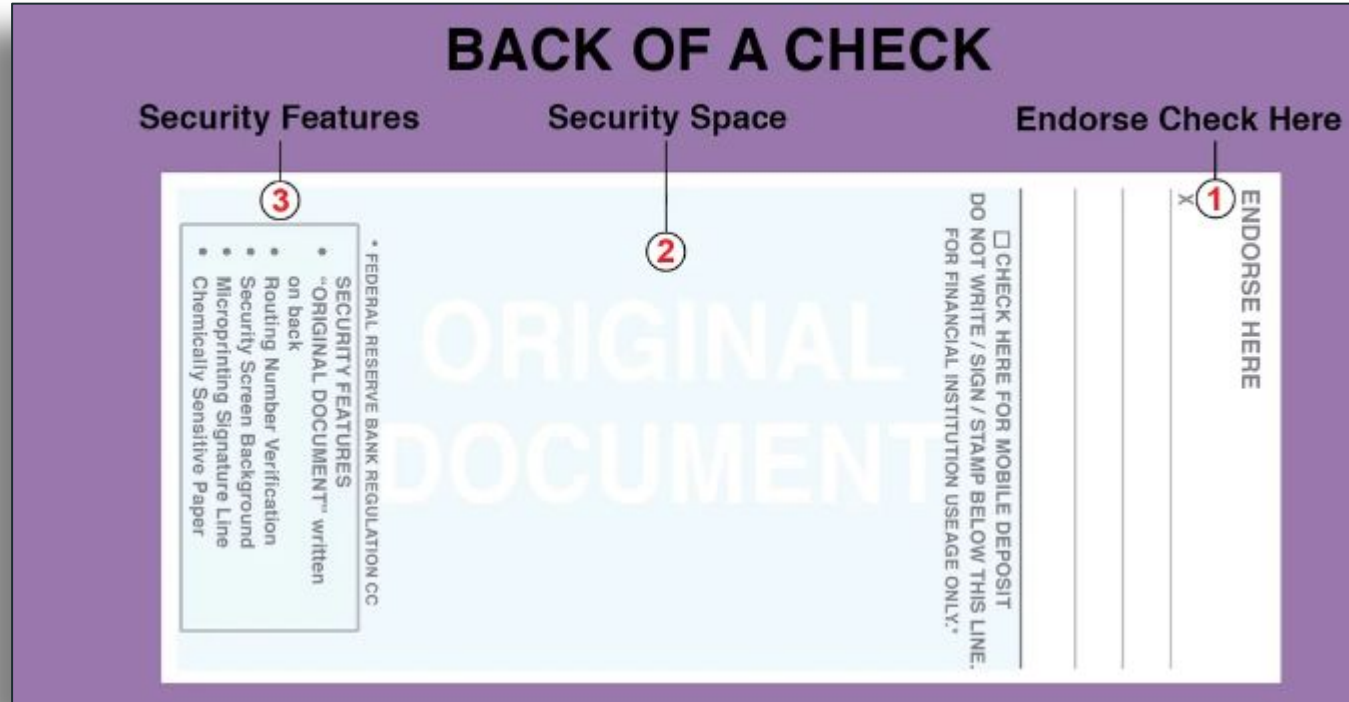 BACK OF A CHECK
Security Features
Security Space
Endorse Check Here
3
2
1
ENDORSE HERE
X
☐ CHECK HERE FOR MOBILE DEPOSIT
DO NOT WRITE / SIGN / STAMP BELOW THIS LINE.
FOR FINANCIAL INSTITUTION USEAGE ONLY.*
ORIGINAL
DOCUMENT
* FEDERAL RESERVE BANK REGULATION CC
SECURITY FEATURES
• "ORIGINAL DOCUMENT" written
on back
• Routing Number Verification
• Security Screen Background
• Microprinting Signature Line
• Chemically Sensitive Paper